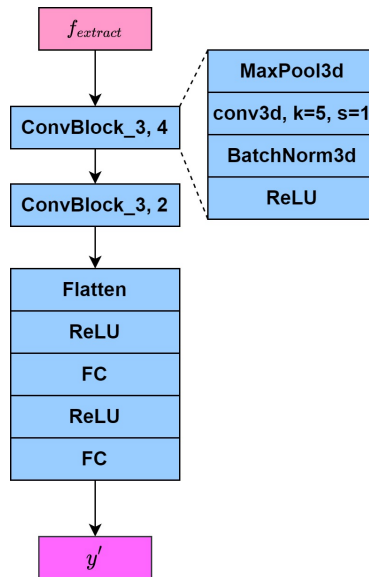 f_extract
ConvBlock_3, 4
MaxPool3d
conv3d, k=5, s=1
BatchNorm3d
ReLU
ConvBlock_3, 2
Flatten
ReLU
FC
ReLU
FC
y′